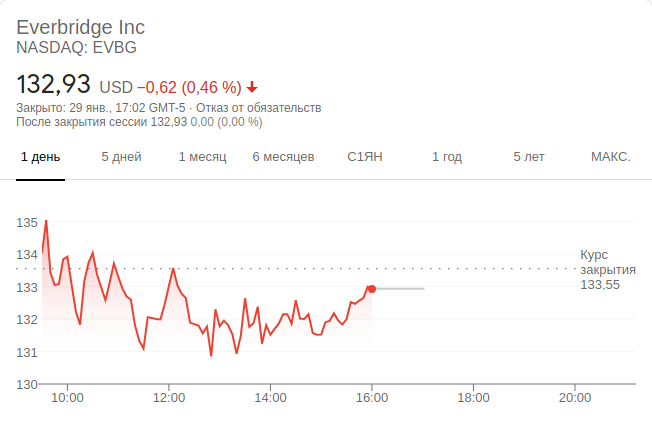 Everbridge Inc
NASDAQ: EVBG
132,93 USD −0,62 (0,46 %)
Закрыто: 29 янв., 17:02 GMT-5 · Отказ от обязательств
После закрытия сессии 132,93 0,00 (0,00 %)
1 день 5 дней 1 месяц 6 месяцев С1ЯН 1 год 5 лет МАКС.
135
134
133
132
131
130
Курс
закрытия
133,55
10:00 12:00 14:00 16:00 18:00 20:00